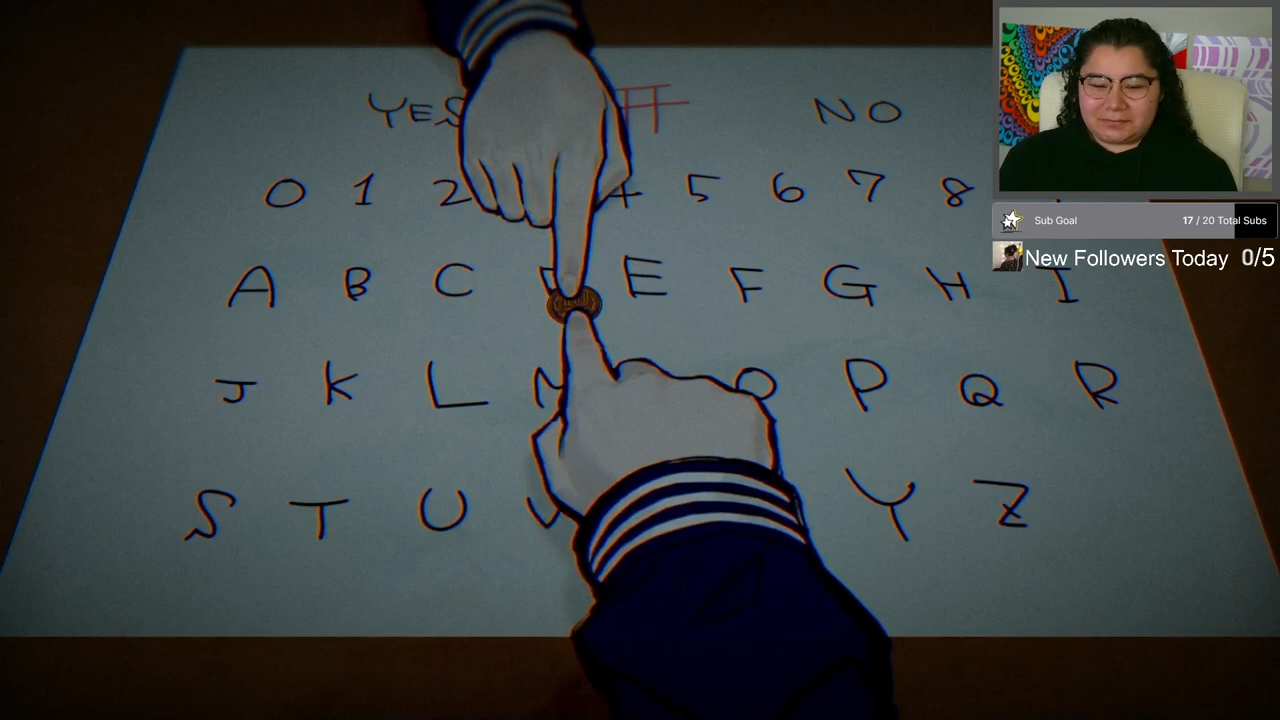 YES NO
0 1 2 4 5 6 7 8
A B C D E F G H I
J K L O P Q R
S T U V Y Z
Sub Goal 17 / 20 Total Subs
New Followers Today 0/5